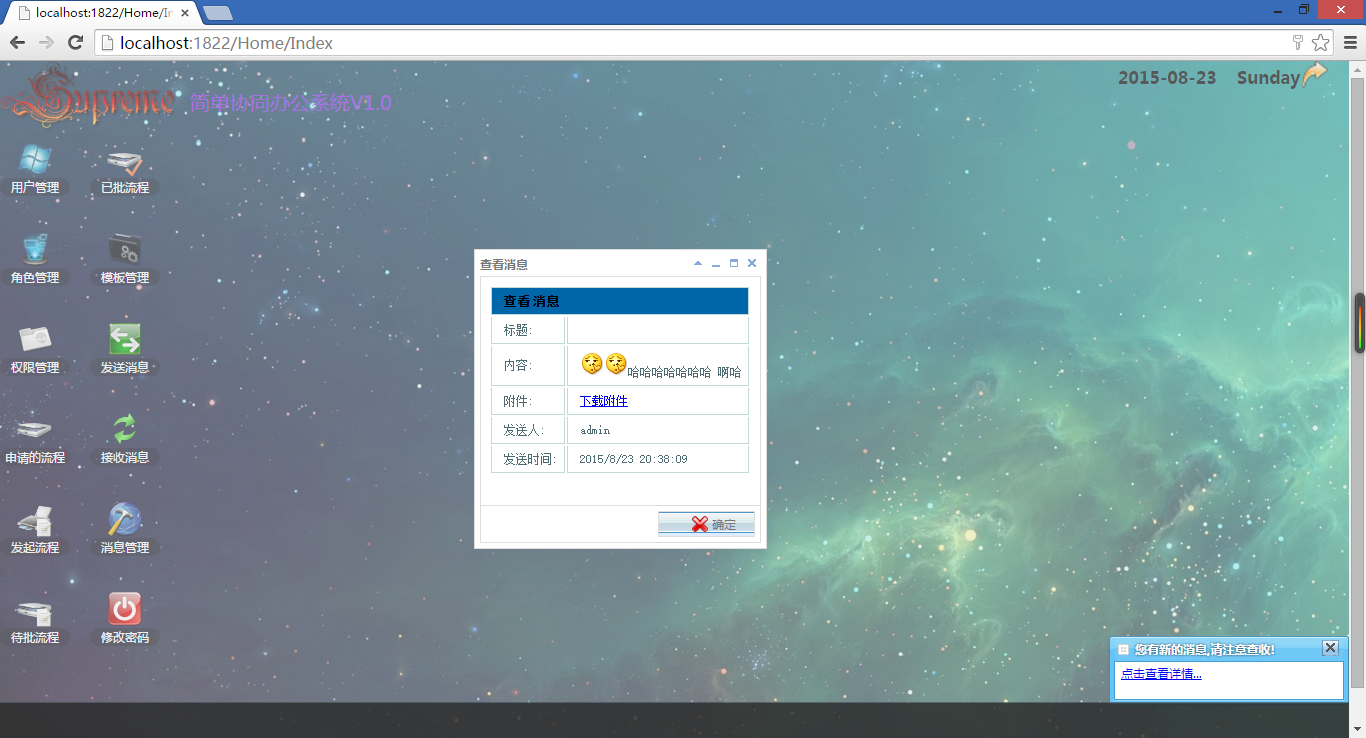 localhost:1822/Home/In
localhost:1822/Home/Index
Supreme 简单协同办公系统V1.0
2015-08-23 Sunday
用户管理 已批流程
角色管理 模板管理
权限管理 发送消息
申请的流程 接收消息
发起流程 消息管理
待批流程 修改密码
查看消息
查看消息
标题:
内容: 哈哈哈哈哈哈哈 啊哈
附件: 下载附件
发送人: admin
发送时间: 2015/8/23 20:38:09
确定
您有新的消息,请注意查收!
点击查看详情...